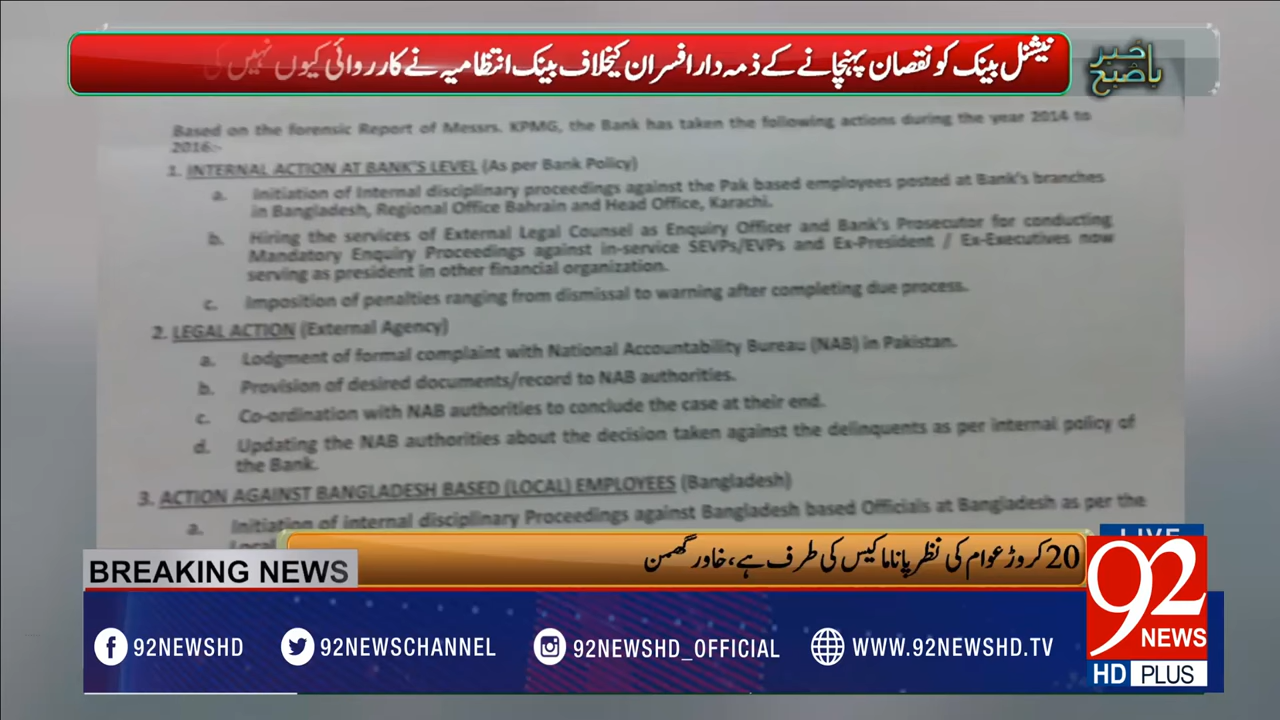 نیشنل بینک کو نقصان پہنچانے کے ذمہ دار افسران کیخلاف بینک انتظامیہ نے کارروائی کیوں نہیں کی
باخبر صبح
Based on the forensic Report of Messrs. KPMG, the Bank has taken the following actions during the year 2014 to
2016:-
1. INTERNAL ACTION AT BANK'S LEVEL (As per Bank Policy)
a. Initiation of Internal disciplinary proceedings against the Pak based employees posted at Bank's branches
in Bangladesh, Regional Office Bahrain and Head Office, Karachi.
b. Hiring the services of External Legal Counsel as Enquiry Officer and Bank's Prosecutor for conducting
Mandatory Enquiry Proceedings against in-service SEVPs/EVPs and Ex-President / Ex-Executives now
serving as president in other financial organization.
c. Imposition of penalties ranging from dismissal to warning after completing due process.
2. LEGAL ACTION (External Agency)
a. Lodgment of formal complaint with National Accountability Bureau (NAB) in Pakistan.
b. Provision of desired documents/record to NAB authorities.
c. Co-ordination with NAB authorities to conclude the case at their end.
d. Updating the NAB authorities about the decision taken against the delinquents as per internal policy of
the Bank.
3. ACTION AGAINST BANGLADESH BASED (LOCAL) EMPLOYEES (Bangladesh)
a. Initiation of internal disciplinary Proceedings against Bangladesh based Officials at Bangladesh as per the
Local
LIVE
20 کروڑ عوام کی نظر پاناما کیس کی طرف ہے، خاور گھمن
BREAKING NEWS
92
NEWS
HD PLUS
92NEWSHD
92NEWSCHANNEL
92NEWSHD_OFFICIAL
WWW.92NEWSHD.TV